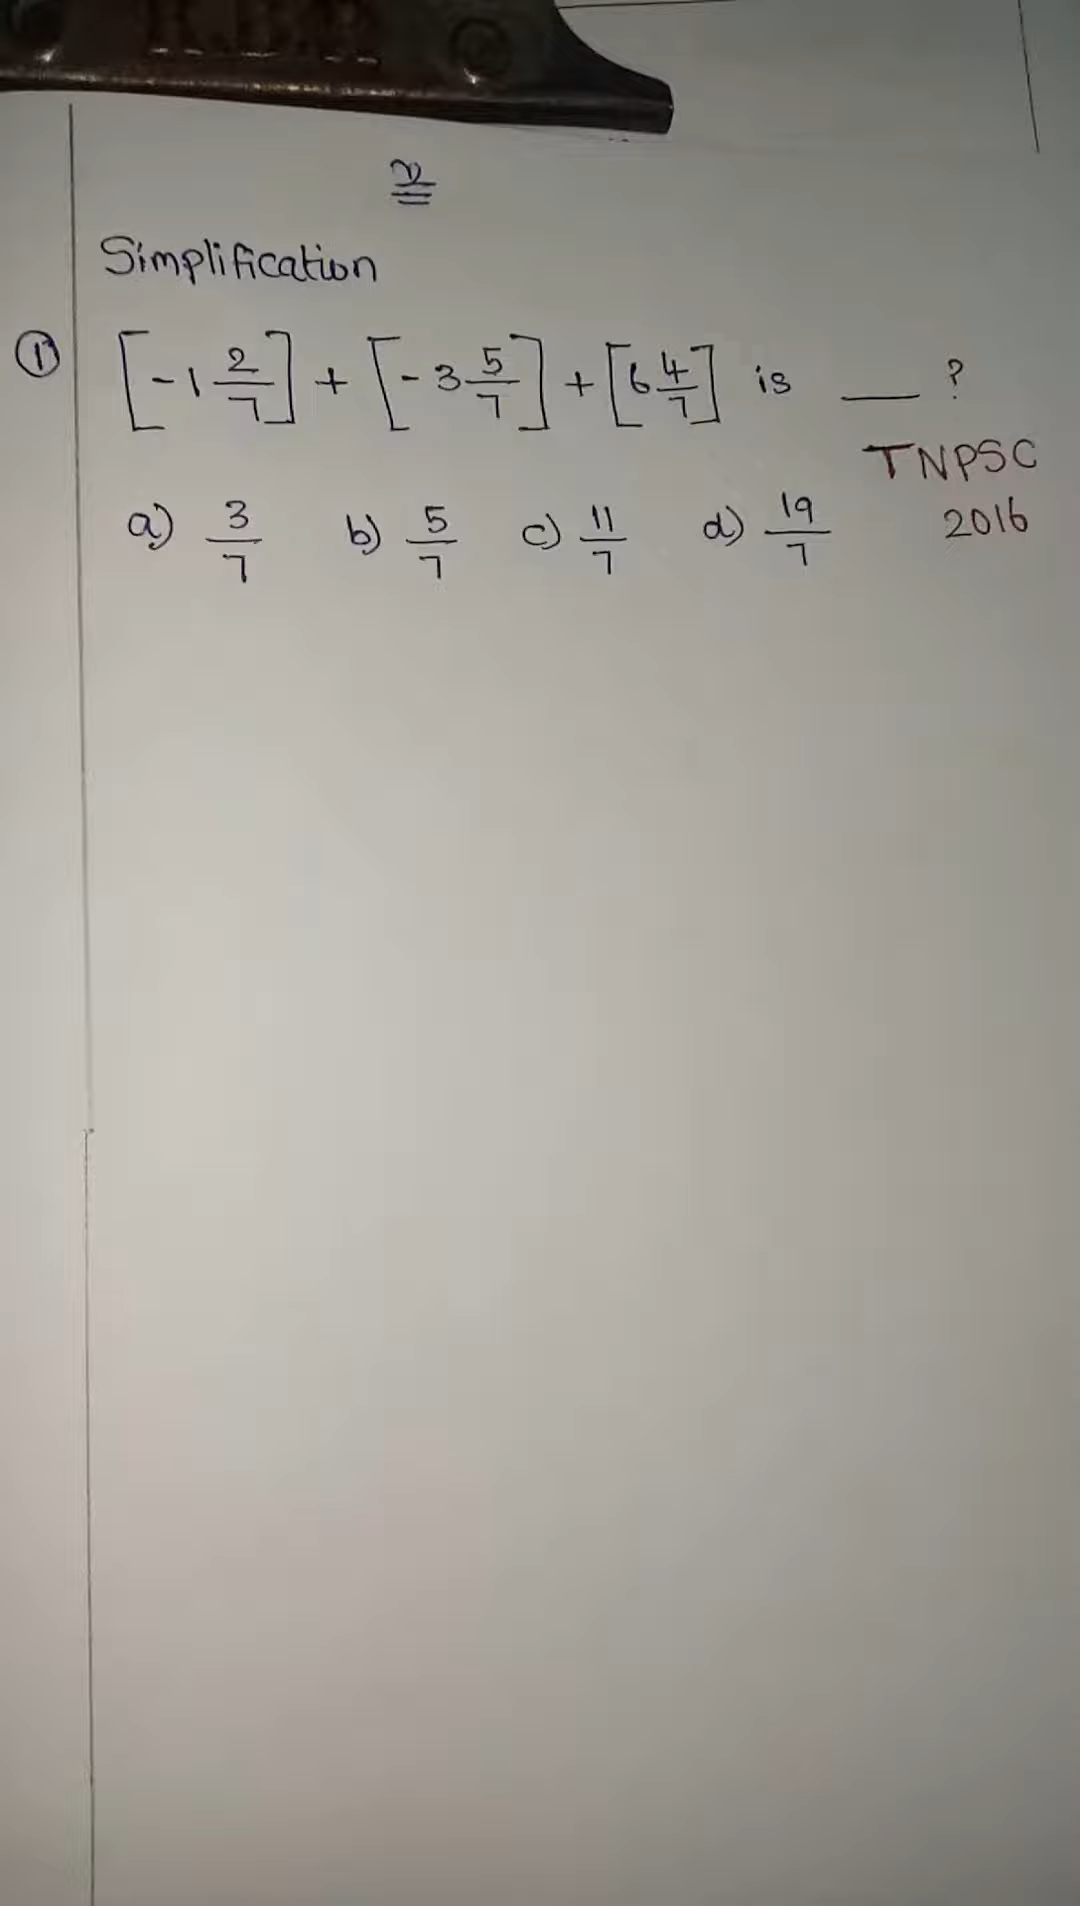 Simplification
① [-1 2/7] + [-3 5/7] + [6 4/7] is __ ?
TNPSC
2016
a) 3/7 b) 5/7 c) 11/7 d) 19/7